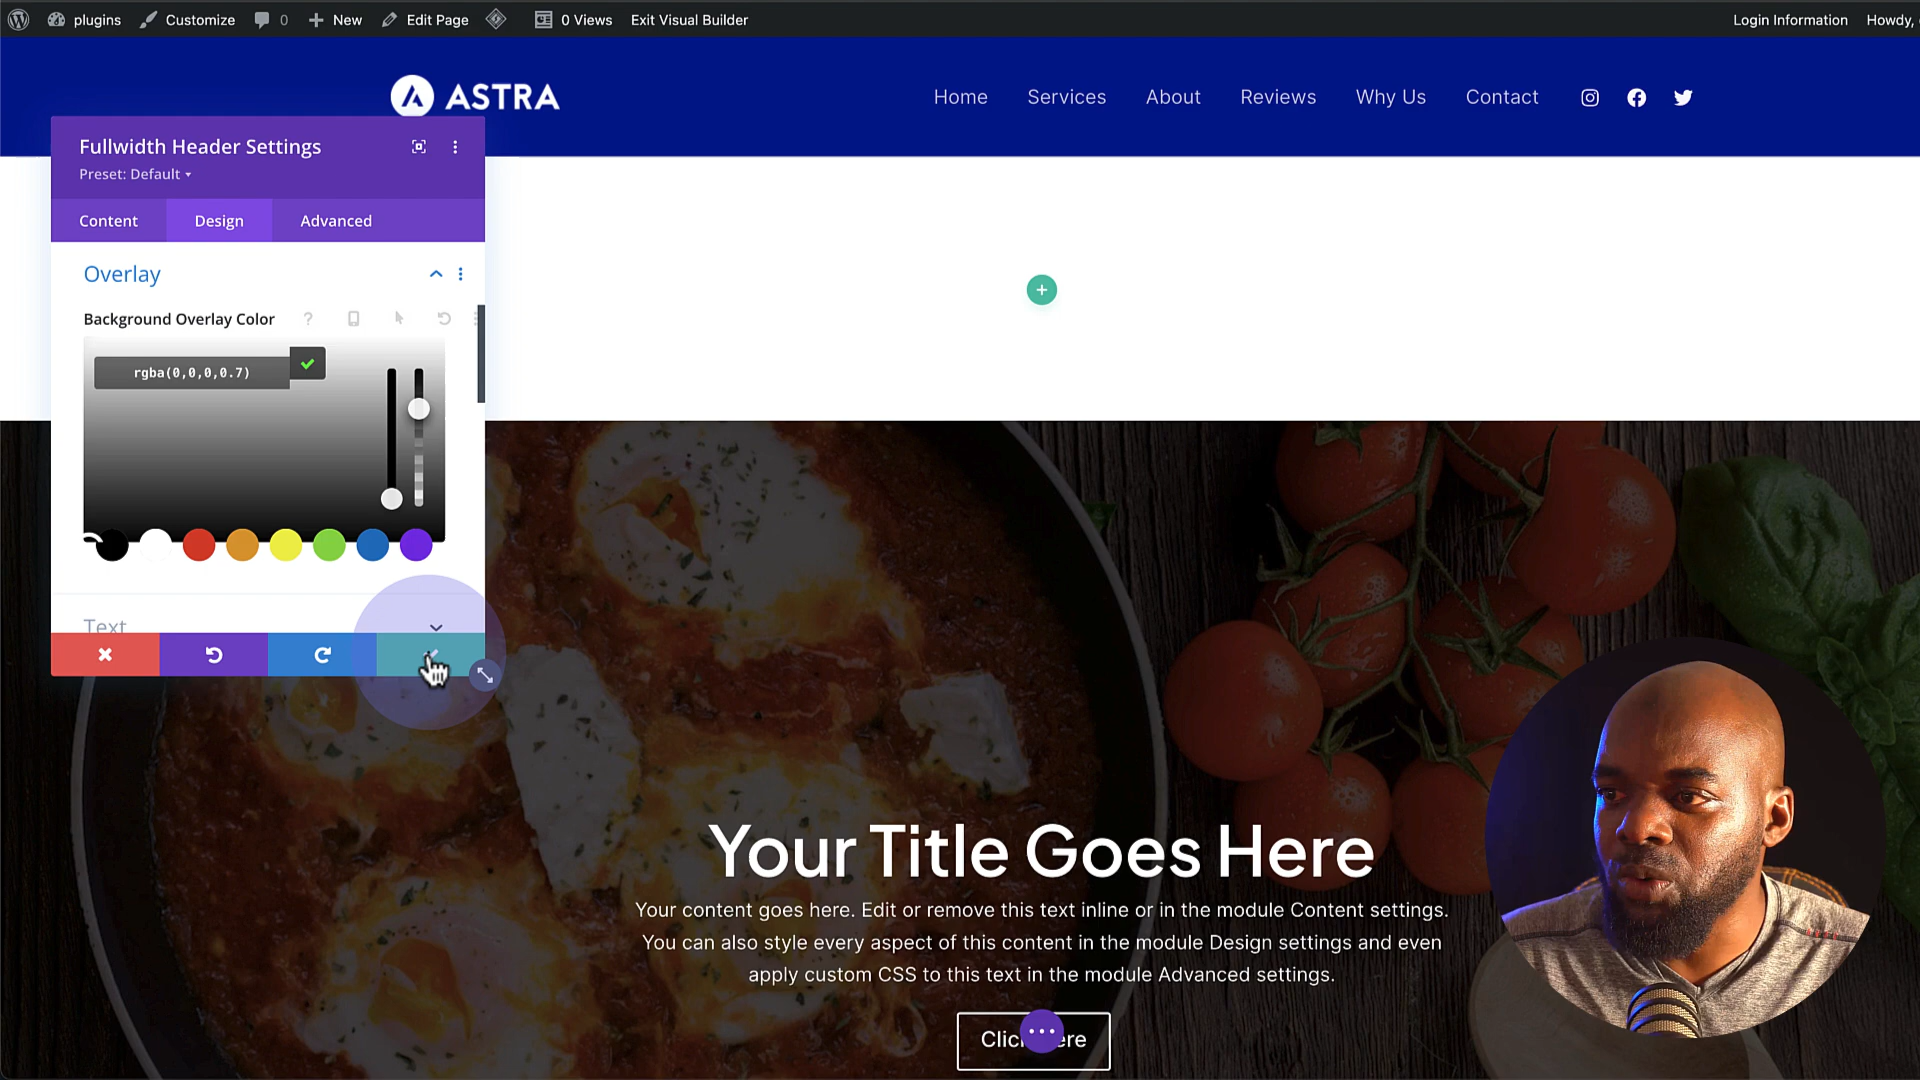 plugins Customize 0 New Edit Page 0 Views Exit Visual Builder Login Information Howdy,
ASTRA Home Services About Reviews Why Us Contact
Fullwidth Header Settings
Preset: Default
Content Design Advanced
Overlay
Background Overlay Color ?
rgba(0,0,0,0.7)
Text
Your Title Goes Here
Your content goes here. Edit or remove this text inline or in the module Content settings.
You can also style every aspect of this content in the module Design settings and even
apply custom CSS to this text in the module Advanced settings.